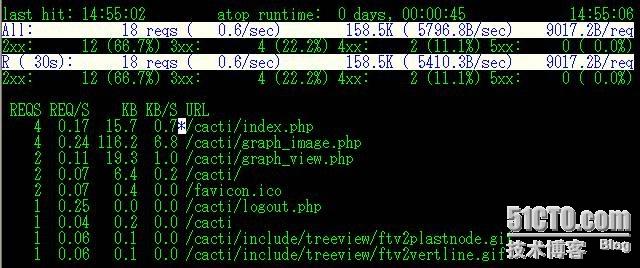 last hit: 14:55:02 atop runtime: 0 days, 00:00:45 14:55:06
All: 18 reqs ( 0.6/sec) 158.5K ( 5796.8B/sec) 9017.2B/req
2xx: 12 (66.7%) 3xx: 4 (22.2%) 4xx: 2 (11.1%) 5xx: 0 ( 0.0%)
R ( 30s): 18 reqs ( 0.6/sec) 158.5K ( 5410.3B/sec) 9017.2B/req
2xx: 12 (66.7%) 3xx: 4 (22.2%) 4xx: 2 (11.1%) 5xx: 0 ( 0.0%)
REQS REQ/S KB KB/S URL
4 0.17 15.7 0.7*/cacti/index.php
4 0.24 116.2 6.8 /cacti/graph_image.php
2 0.11 19.3 1.0 /cacti/graph_view.php
2 0.07 6.4 0.2 /cacti/
2 0.07 0.4 0.0 /favicon.ico
1 0.25 0.0 0.0 /cacti/logout.php
1 0.04 0.2 0.0 /cacti
1 0.06 0.1 0.0 /cacti/include/treeview/ftv2plastnode.gif
1 0.06 0.1 0.0 /cacti/include/treeview/ftv2vertline.gif
51CTO.com
技术博客 Blog